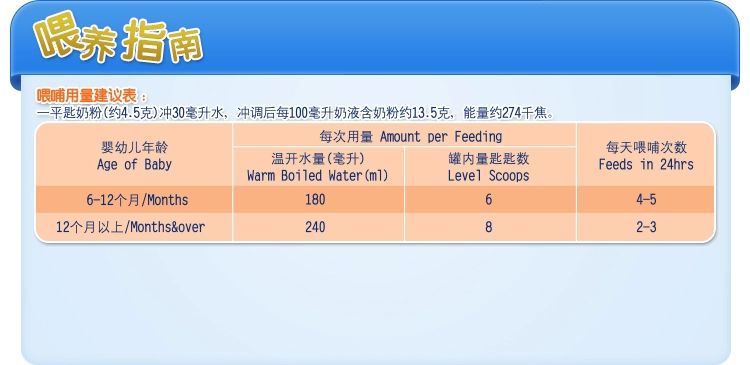 喂养指南
喂哺用量建议表：
一平匙奶粉(约4.5克)冲30毫升水，冲调后每100毫升奶液含奶粉约13.5克，能量约274千焦。
婴幼儿年龄
Age of Baby
每次用量 Amount per Feeding
温开水量(毫升)
Warm Boiled Water(ml)
罐内量匙匙数
Level Scoops
每天喂哺次数
Feeds in 24hrs
6-12个月/Months 180 6 4-5
12个月以上/Months&over 240 8 2-3